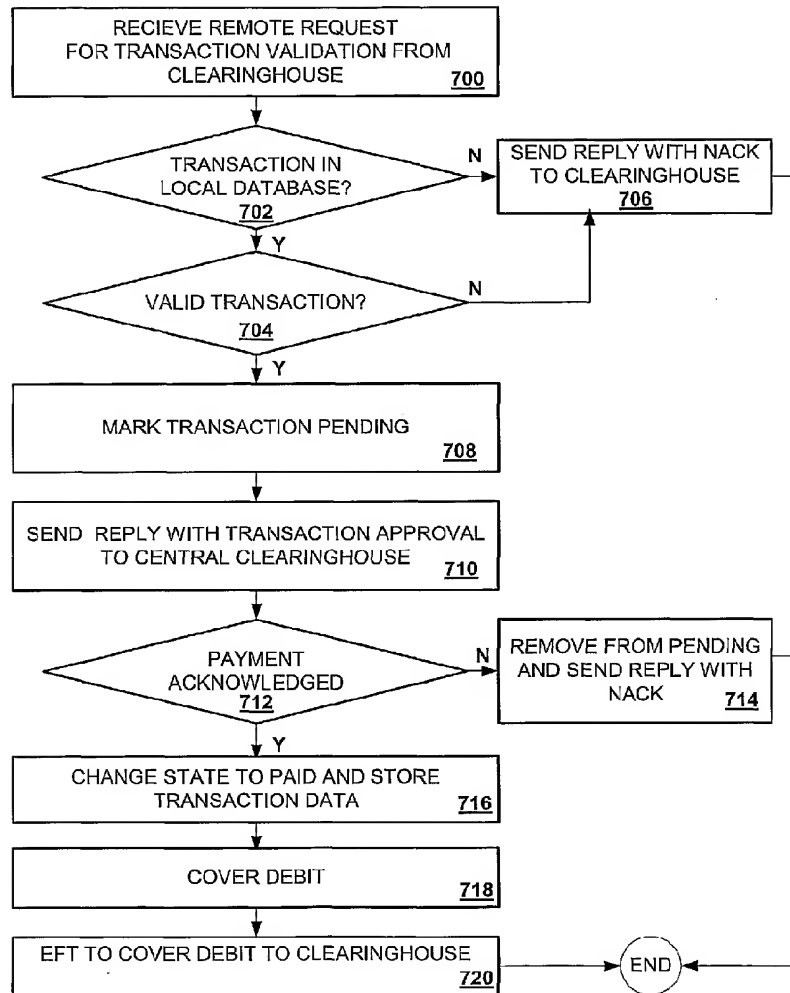 RECIEVE REMOTE REQUEST
FOR TRANSACTION VALIDATION FROM
CLEARINGHOUSE
700
TRANSACTION IN
LOCAL DATABASE?
702
N
SEND REPLY WITH NACK
TO CLEARINGHOUSE
706
Y
VALID TRANSACTION?
704
N
Y
MARK TRANSACTION PENDING
708
SEND REPLY WITH TRANSACTION APPROVAL
TO CENTRAL CLEARINGHOUSE
710
PAYMENT
ACKNOWLEDGED
712
N
REMOVE FROM PENDING
AND SEND REPLY WITH
NACK
714
Y
CHANGE STATE TO PAID AND STORE
TRANSACTION DATA
716
COVER DEBIT
718
EFT TO COVER DEBIT TO CLEARINGHOUSE
720
END